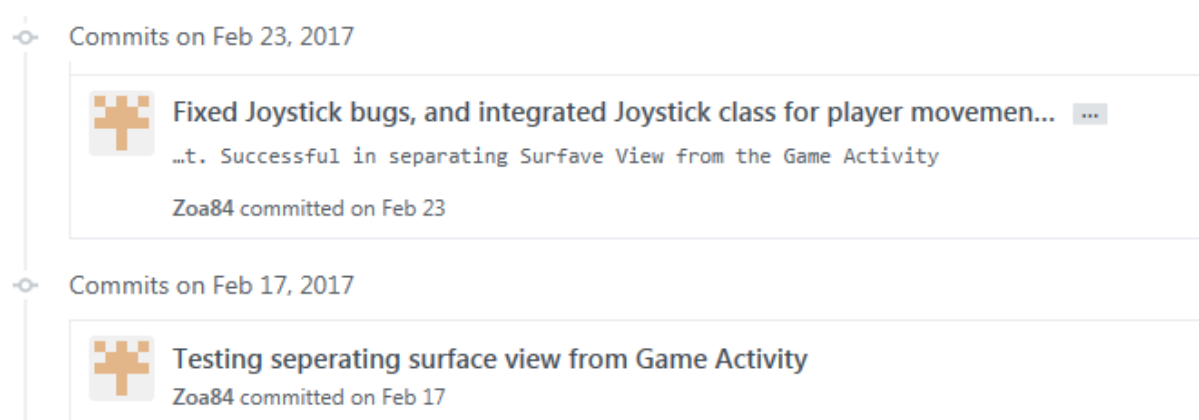 Commits on Feb 23, 2017
Fixed Joystick bugs, and integrated Joystick class for player movemen... ...
…t. Successful in separating Surfave View from the Game Activity
Zoa84 committed on Feb 23
Commits on Feb 17, 2017
Testing seperating surface view from Game Activity
Zoa84 committed on Feb 17